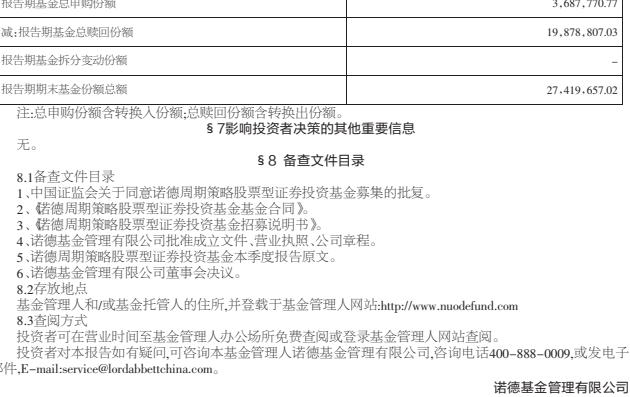 报告期基金总申购份额 3,687,770.77
减:报告期基金总赎回份额 19,878,807.03
报告期基金拆分变动份额 –
报告期期末基金份额总额 27,419,657.02
注:总申购份额含转换入份额;总赎回份额含转换出份额。
§7影响投资者决策的其他重要信息
无。
§8 备查文件目录
8.1备查文件目录
1、中国证监会关于同意诺德周期策略股票型证券投资基金募集的批复。
2、《诺德周期策略股票型证券投资基金基金合同》。
3、《诺德周期策略股票型证券投资基金招募说明书》。
4、诺德基金管理有限公司批准成立文件、营业执照、公司章程。
5、诺德周期策略股票型证券投资基金本季度报告原文。
6、诺德基金管理有限公司董事会决议。
8.2存放地点
基金管理人和/或基金托管人的住所,并登载于基金管理人网站:http://www.nuodefund.com
8.3查阅方式
投资者可在营业时间至基金管理人办公场所免费查阅或登录基金管理人网站查阅。
投资者对本报告如有疑问,可咨询本基金管理人诺德基金管理有限公司,咨询电话400-888-0009,或发电子
邮件,E-mail:service@lordabbettchina.com。
诺德基金管理有限公司